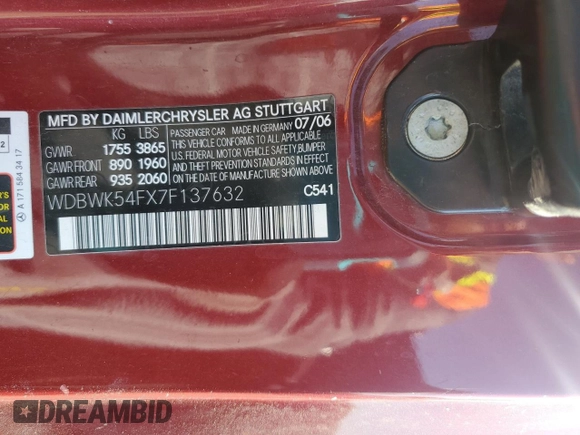 MFD BY DAIMLERCHRYSLER AG STUTTGART
KG LBS PASSENGER CAR MADE IN GERMANY 07/06
GVWR 1755 3865 THIS VEHICLE CONFORMS TO ALL APPLICABLE
GAWR FRONT 890 1960 U.S. FEDERAL MOTOR VEHICLE SAFETY, BUMPER,
GAWR REAR 935 2060 AND THEFT PREVENTION STANDARDS IN EFFECT
ON THE DATE OF MANUFACTURE SHOWN ABOVE.
WDBWK54FX7F137632 C541
A 171 584 34 17
2
DREAMBID